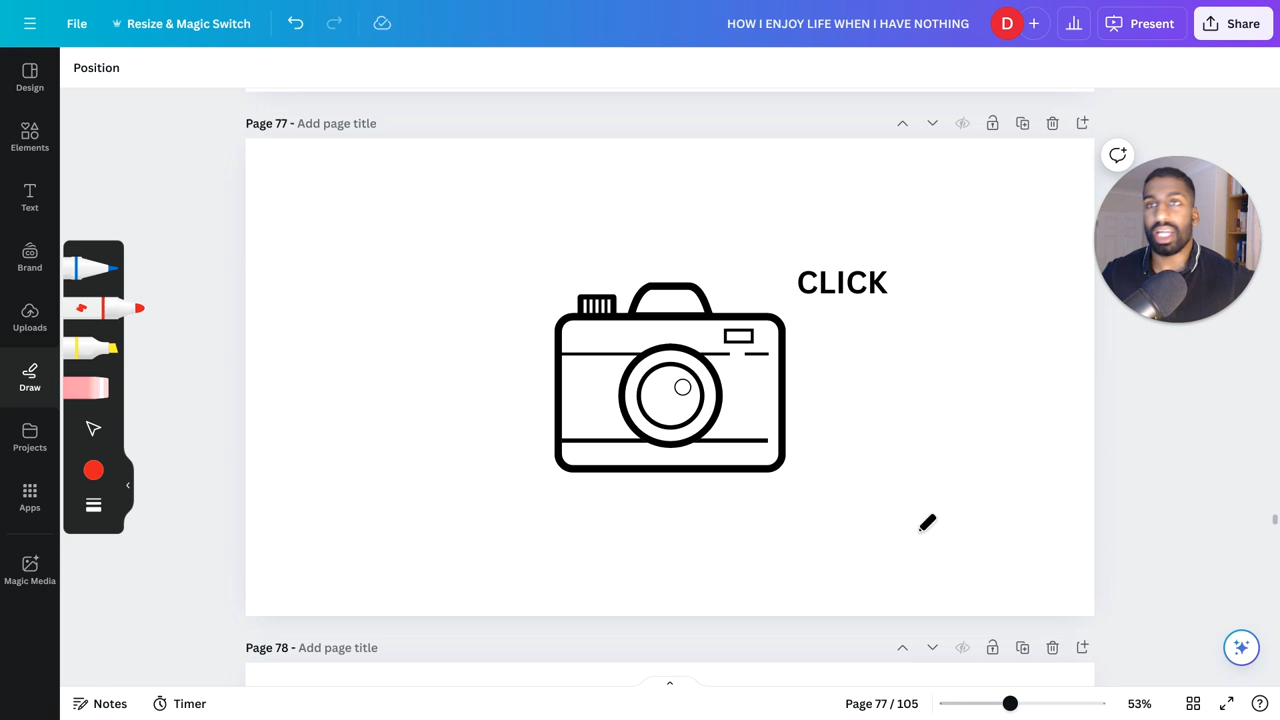 File
Resize & Magic Switch
HOW I ENJOY LIFE WHEN I HAVE NOTHING
D
Present
Share
Position
Design
Elements
Text
Brand
Uploads
Draw
Projects
Apps
Magic Media
Page 77 - Add page title
CLICK
Page 78 - Add page title
Notes
Timer
Page 77 / 105
53%